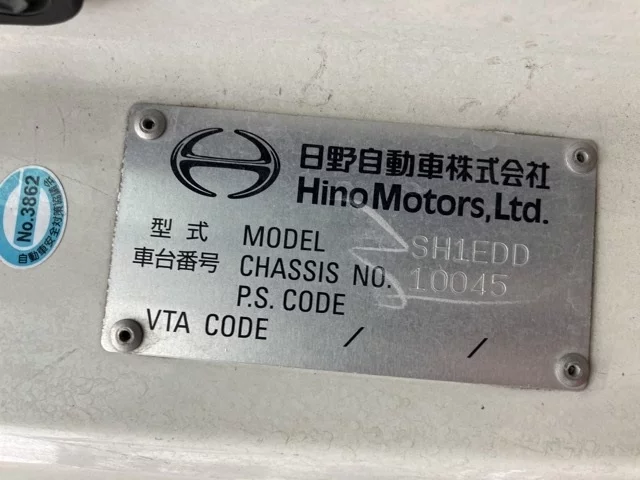 日野自動車株式会社
Hino Motors, Ltd.
型式 MODEL SH1EDD
車台番号 CHASSIS NO. 10045
P.S. CODE
VTA CODE / /
No.3862